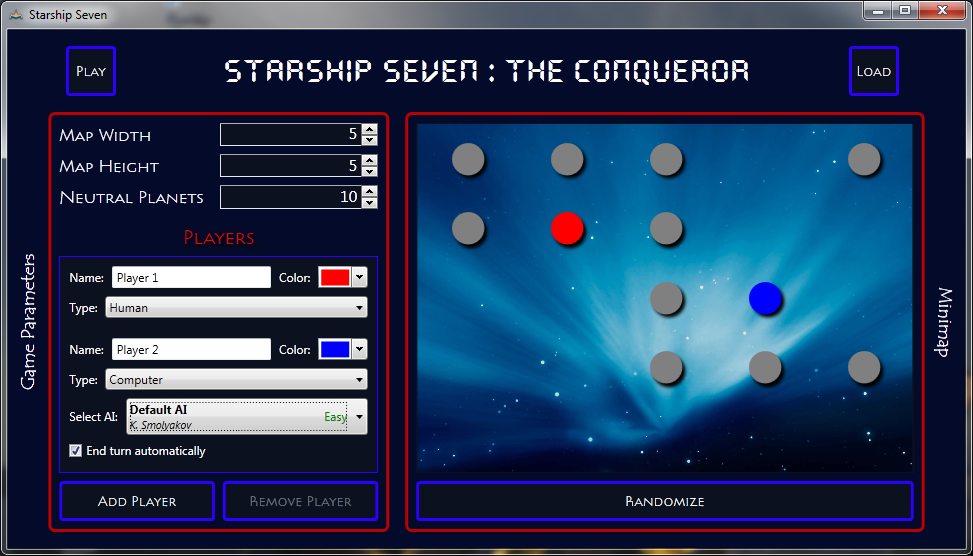 Starship Seven
Play
STARSHIP SEVEN : THE CONQUEROR
Load
Map Width 5
Map Height 5
Neutral Planets 10
Players
Name: Player 1 Color:
Type: Human
Name: Player 2 Color:
Type: Computer
Select AI: Default AI
K. Smolyakov Easy
End turn automatically
Add Player
Remove Player
Randomize
Game Parameters
Minimap